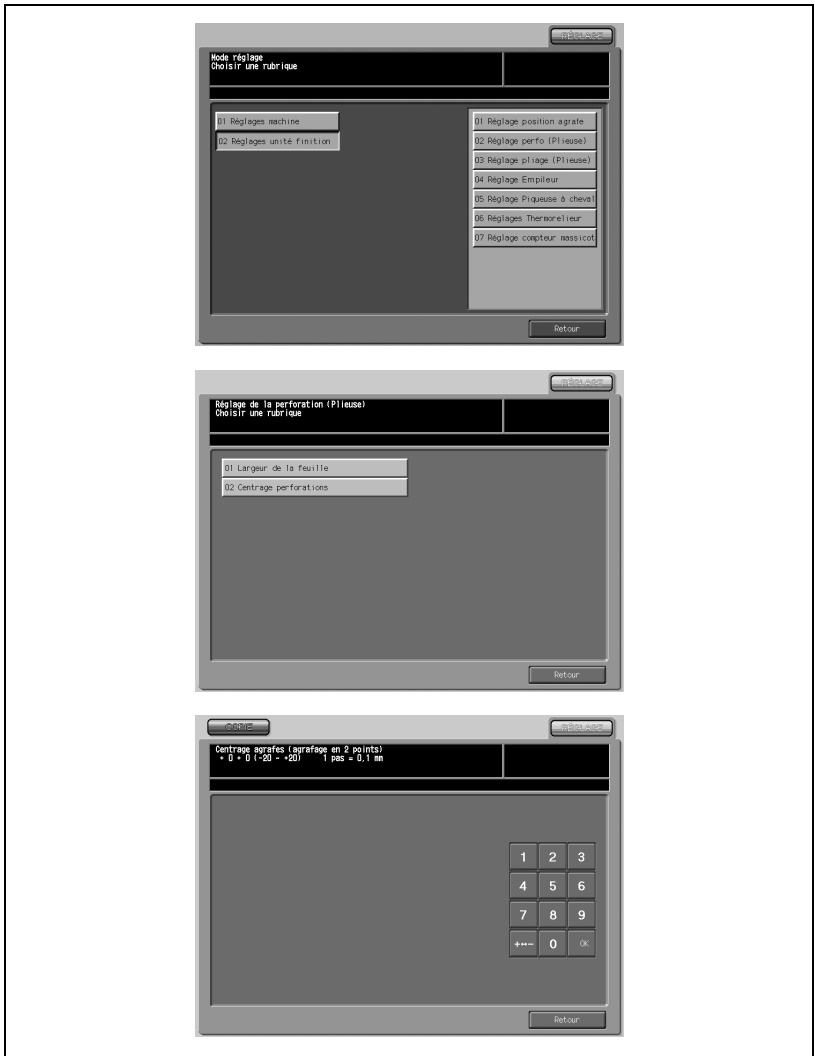 RÉGLAGE
Mode réglage
Choisir une rubrique
01 Réglages machine
02 Réglages unité finition
01 Réglage position agrafe
02 Réglage perfo (Plieuse)
03 Réglage pliage (Plieuse)
04 Réglage Empileur
05 Réglage Piqueuse à cheval
06 Réglages Thermorelieur
07 Réglage compteur massicot
Retour
RÉGLAGE
Réglage de la perforation (Plieuse)
Choisir une rubrique
01 Largeur de la feuille
02 Centrage perforations
Retour
COPIE
RÉGLAGE
Centrage agrafes (agrafage en 2 points)
+ 0 + 0 (-20 - +20) 1 pas = 0,1 mm
1 2 3
4 5 6
7 8 9
+↔- 0 OK
Retour